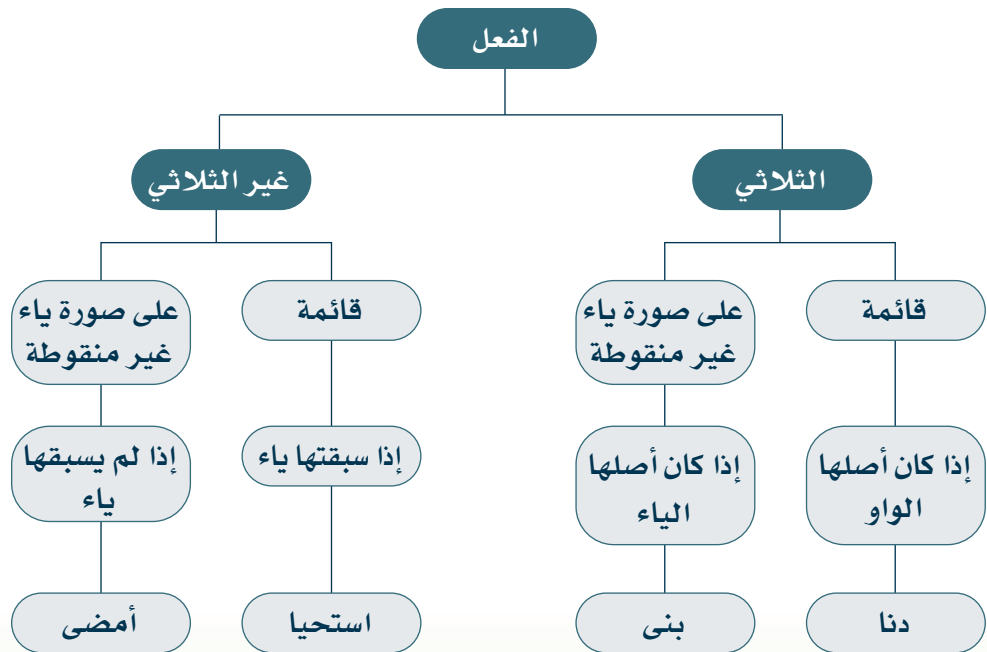 الفعل
الثلاثي
غير الثلاثي
قائمة
على صورة ياء
غير منقوطة
قائمة
على صورة ياء
غير منقوطة
إذا كان أصلها
الواو
إذا كان أصلها
الياء
إذا سبقتها ياء
إذا لم يسبقها
ياء
دنا
بنى
استحيا
أمضى